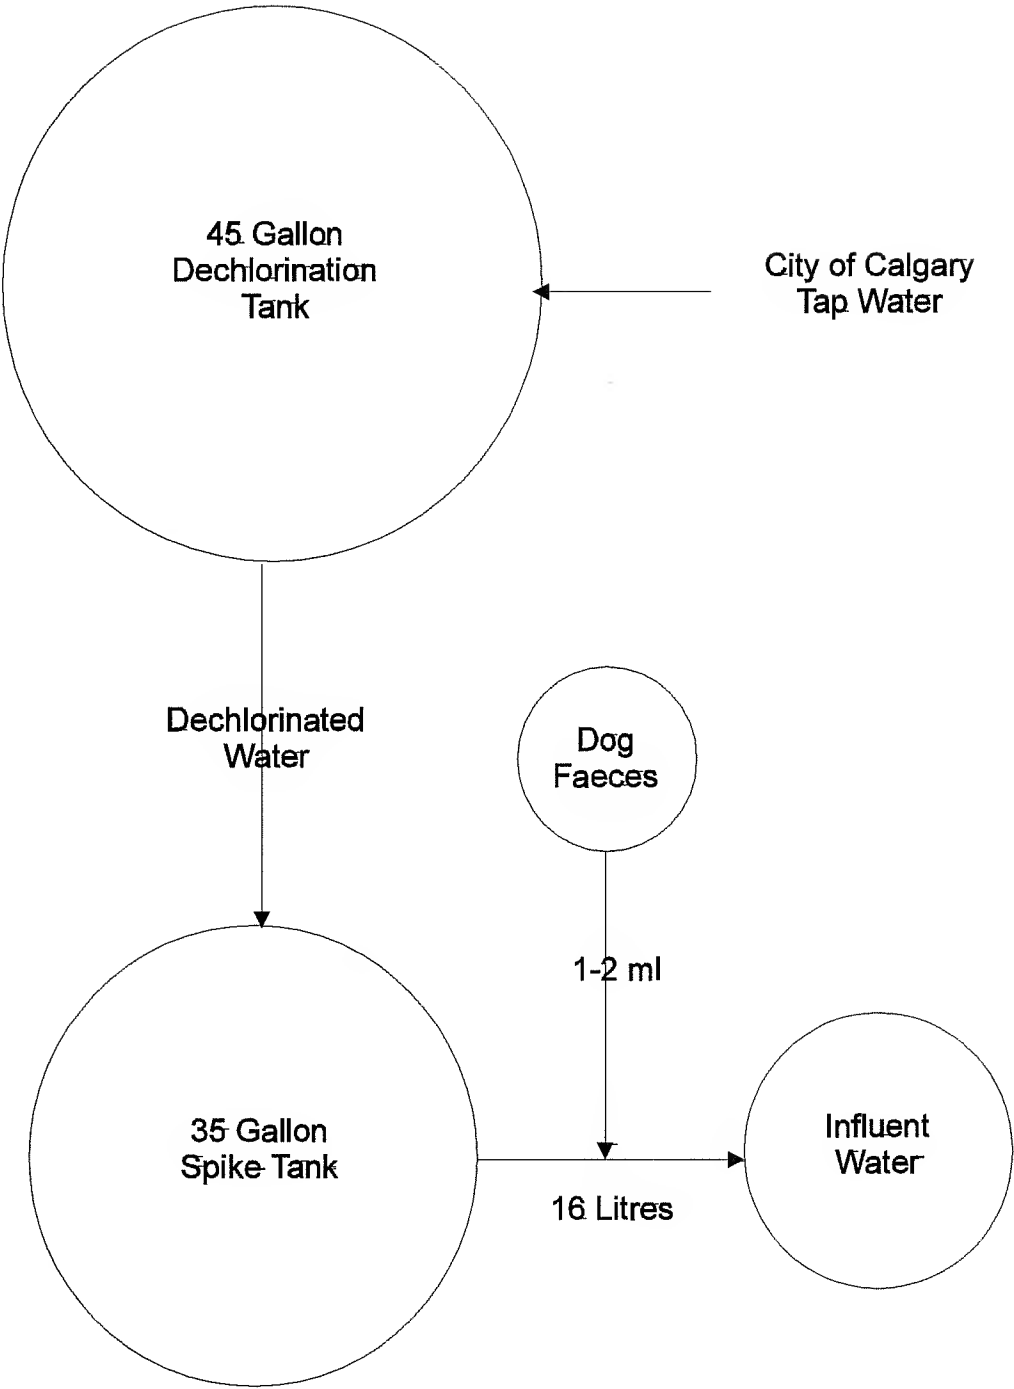 45 Gallon
Dechlorination
Tank
City of Calgary
Tap Water
Dechlorinated
Water
Dog
Faeces
1-2 ml
35 Gallon
Spike Tank
16 Litres
Influent
Water